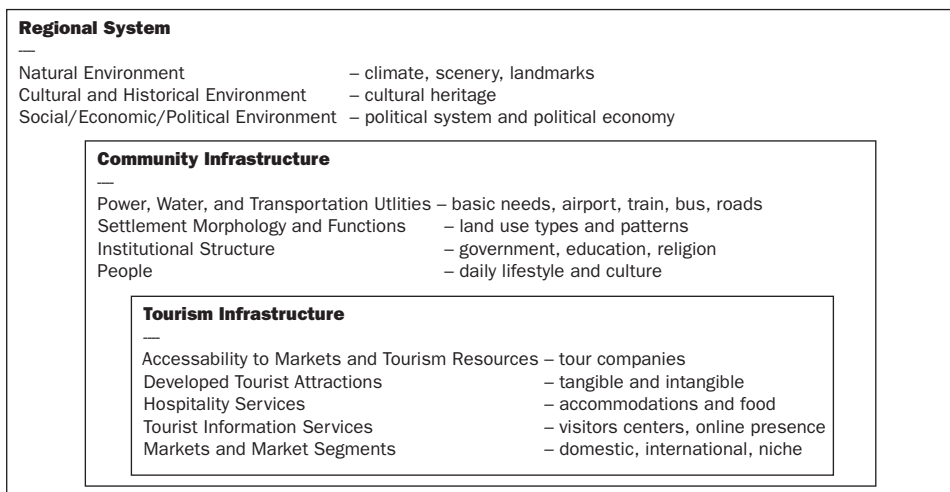 Regional System
—
Natural Environment – climate, scenery, landmarks
Cultural and Historical Environment – cultural heritage
Social/Economic/Political Environment – political system and political economy
Community Infrastructure
—
Power, Water, and Transportation Utlities – basic needs, airport, train, bus, roads
Settlement Morphology and Functions – land use types and patterns
Institutional Structure – government, education, religion
People – daily lifestyle and culture
Tourism Infrastructure
—
Accessability to Markets and Tourism Resources – tour companies
Developed Tourist Attractions – tangible and intangible
Hospitality Services – accommodations and food
Tourist Information Services – visitors centers, online presence
Markets and Market Segments – domestic, international, niche